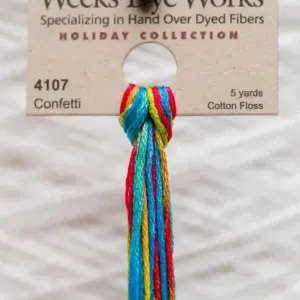 Weeks Dye Works
Specializing in Hand Over Dyed Fibers
HOLIDAY COLLECTION
4107
Confetti
5 yards
Cotton Floss